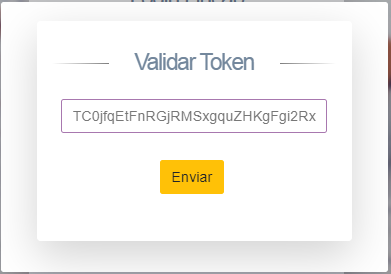 Validar Token
TC0jfqEtFnRGjRMSxgquZHKgFgi2Rx
Enviar